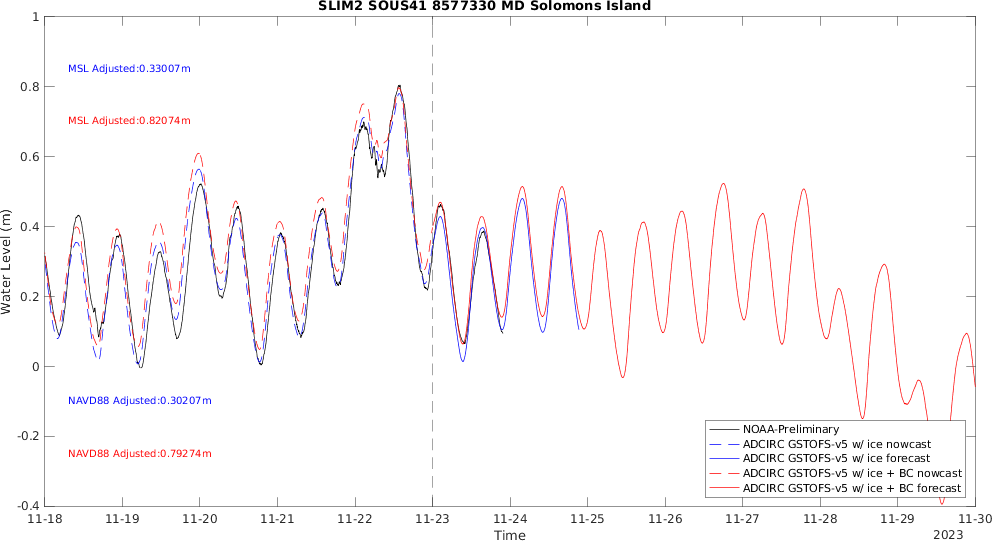 SLIM2 SOUS41 8577330 MD Solomons Island
1
0.8
0.6
0.4
0.2
0
-0.2
-0.4
Water Level (m)
MSL Adjusted:0.33007m
MSL Adjusted:0.82074m
NAVD88 Adjusted:0.30207m
NAVD88 Adjusted:0.79274m
NOAA-Preliminary
ADCIRC GSTOFS-v5 w/ ice nowcast
ADCIRC GSTOFS-v5 w/ ice forecast
ADCIRC GSTOFS-v5 w/ ice + BC nowcast
ADCIRC GSTOFS-v5 w/ ice + BC forecast
11-18 11-19 11-20 11-21 11-22 11-23 11-24 11-25 11-26 11-27 11-28 11-29 11-30
Time
2023